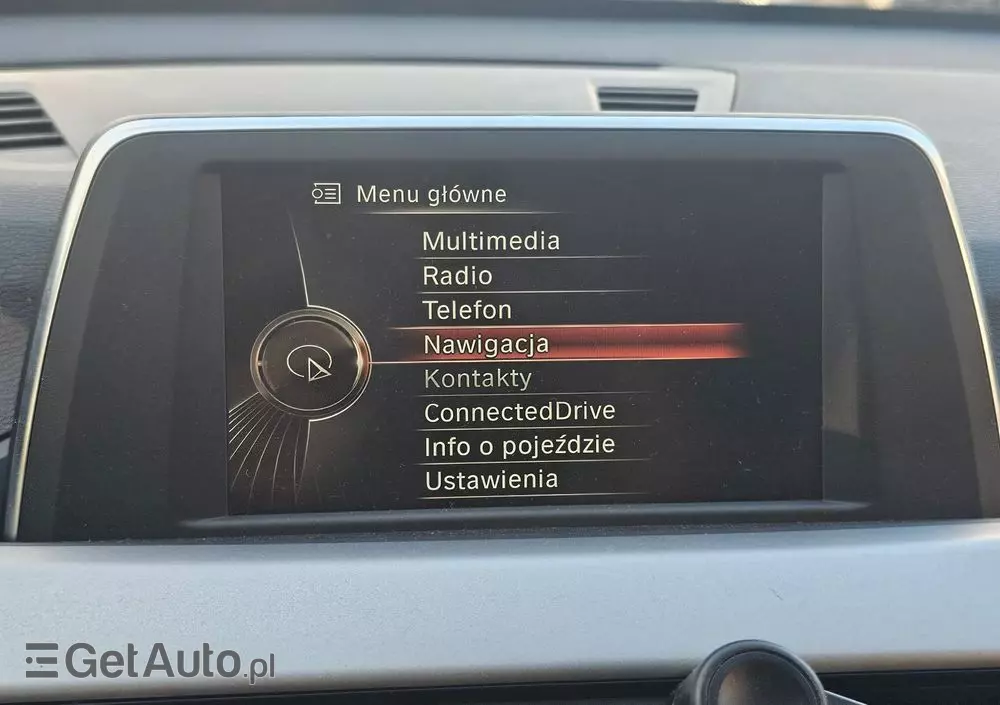 Menu główne
Multimedia
Radio
Telefon
Nawigacja
Kontakty
ConnectedDrive
Info o pojeździe
Ustawienia
GetAuto.pl